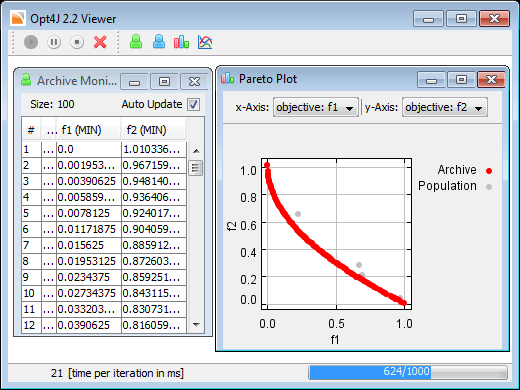 Opt4J 2.2 Viewer
Archive Moni...
Size: 100 Auto Update
# ... f1 (MIN) f2 (MIN)
1 ... 0.0 1.010336...
2 ... 0.001953... 0.967159...
3 ... 0.00390625 0.948140...
4 ... 0.005859... 0.936406...
5 ... 0.0078125 0.924017...
6 ... 0.01171875 0.904059...
7 ... 0.015625 0.885912...
8 ... 0.01953125 0.872603...
9 ... 0.0234375 0.859251...
10 ... 0.02734375 0.843115...
11 ... 0.033203... 0.830731...
12 ... 0.0390625 0.816059...
Pareto Plot
x-Axis: objective: f1 y-Axis: objective: f2
Archive
Population
1.0
0.8
0.6
0.4
0.2
0.0
f2
0.0 0.5 1.0
f1
21 [time per iteration in ms] 624/1000